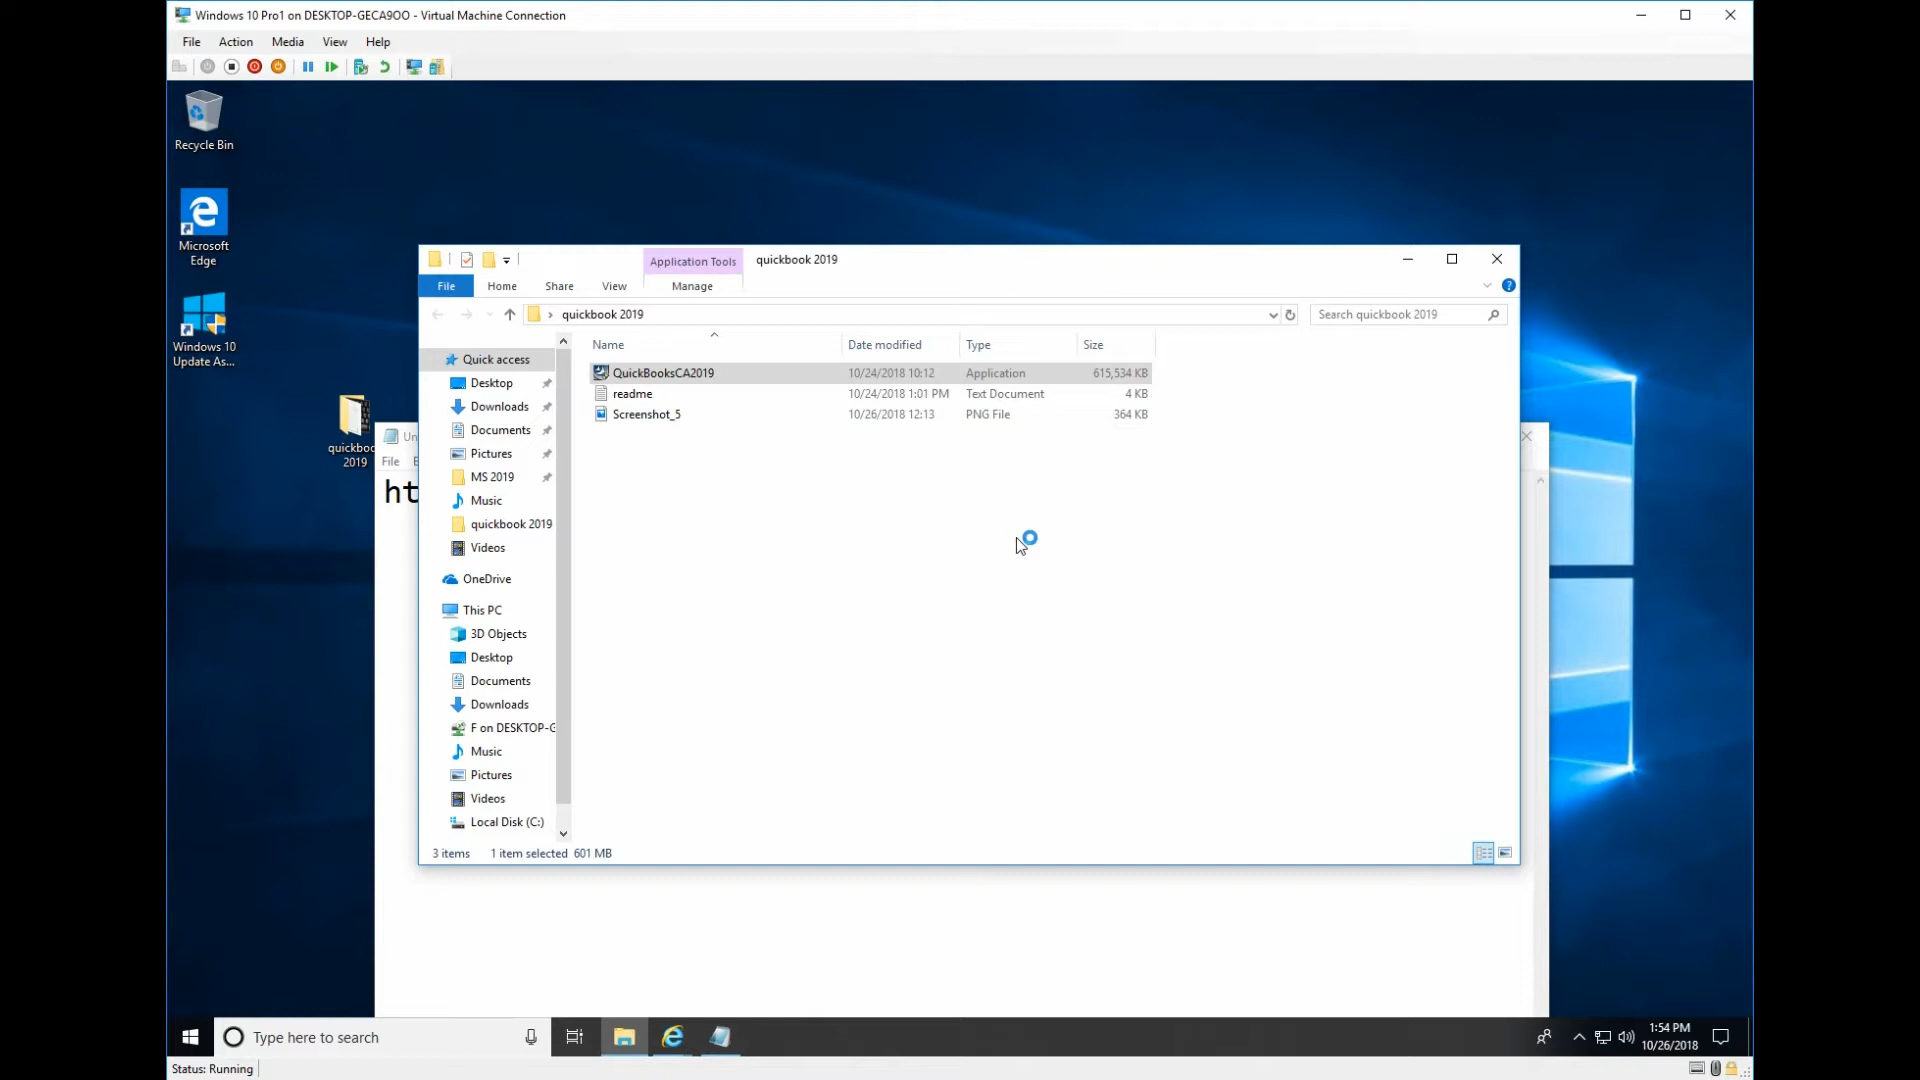 Windows 10 Pro1 on DESKTOP-GECA9OO - Virtual Machine Connection
File Action Media View Help
Recycle Bin
Microsoft
Edge
Windows 10
Update As...
quickboo
2019
Un
File E
ht
Application Tools quickbook 2019
File Home Share View Manage
quickbook 2019 Search quickbook 2019
Name Date modified Type Size
QuickBooksCA2019 10/24/2018 10:12 Application 615,534 KB
readme 10/24/2018 1:01 PM Text Document 4 KB
Screenshot_5 10/26/2018 12:13 PNG File 364 KB
Quick access
Desktop
Downloads
Documents
Pictures
MS 2019
Music
quickbook 2019
Videos
OneDrive
This PC
3D Objects
Desktop
Documents
Downloads
F on DESKTOP-G
Music
Pictures
Videos
Local Disk (C:)
3 items 1 item selected 601 MB
Type here to search
1:54 PM
10/26/2018
Status: Running